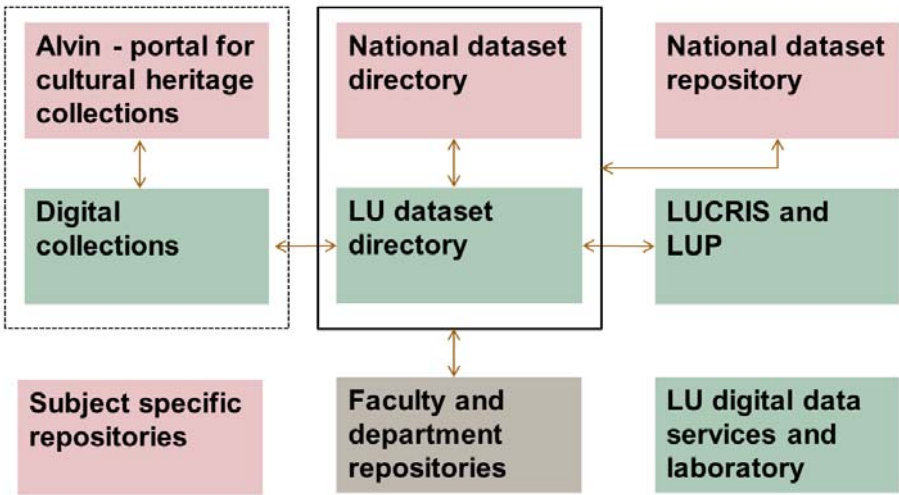 Alvin - portal for
cultural heritage
collections
National dataset
directory
National dataset
repository
Digital
collections
LU dataset
directory
LUCRIS and
LUP
Subject specific
repositories
Faculty and
department
repositories
LU digital data
services and
laboratory